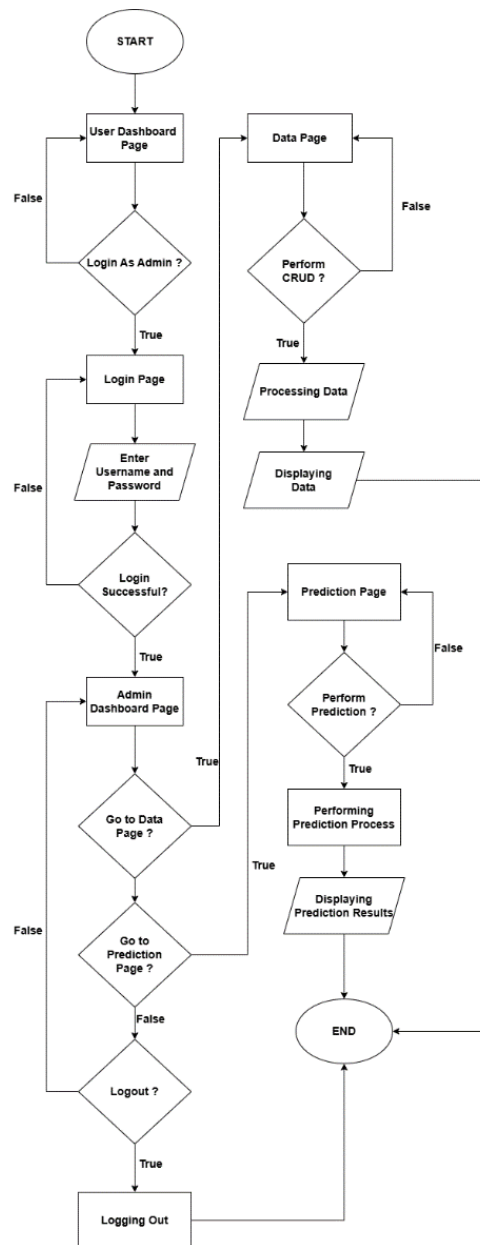 START
User Dashboard
Page
False
Login As Admin ?
True
Login Page
Enter
Username and
Password
False
Login
Successful?
True
Admin
Dashboard Page
True
Go to Data
Page ?
False
Go to
Prediction
Page ?
False
Logout ?
True
Logging Out
Data Page
False
Perform
CRUD ?
True
Processing Data
Displaying
Data
Prediction Page
False
Perform
Prediction ?
True
Performing
Prediction Process
True
Displaying
Prediction Results
END